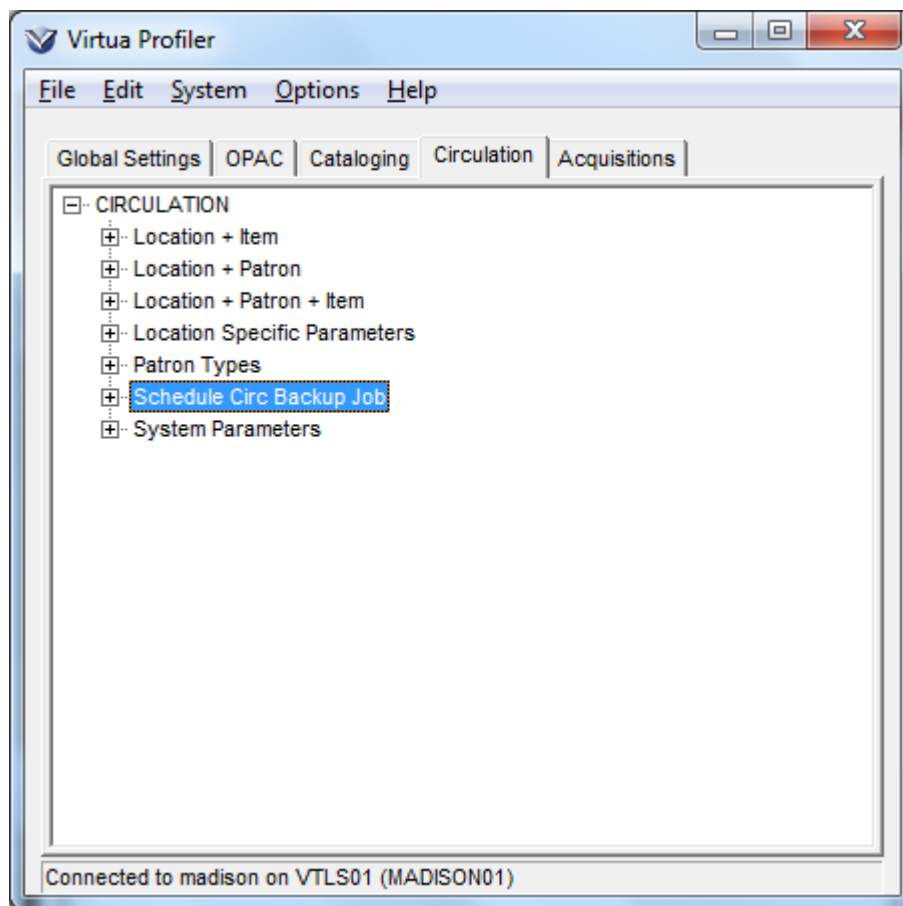 Virtua Profiler
File Edit System Options Help
Global Settings OPAC Cataloging Circulation Acquisitions
CIRCULATION
Location + Item
Location + Patron
Location + Patron + Item
Location Specific Parameters
Patron Types
Schedule Circ Backup Job
System Parameters
Connected to madison on VTLS01 (MADISON01)